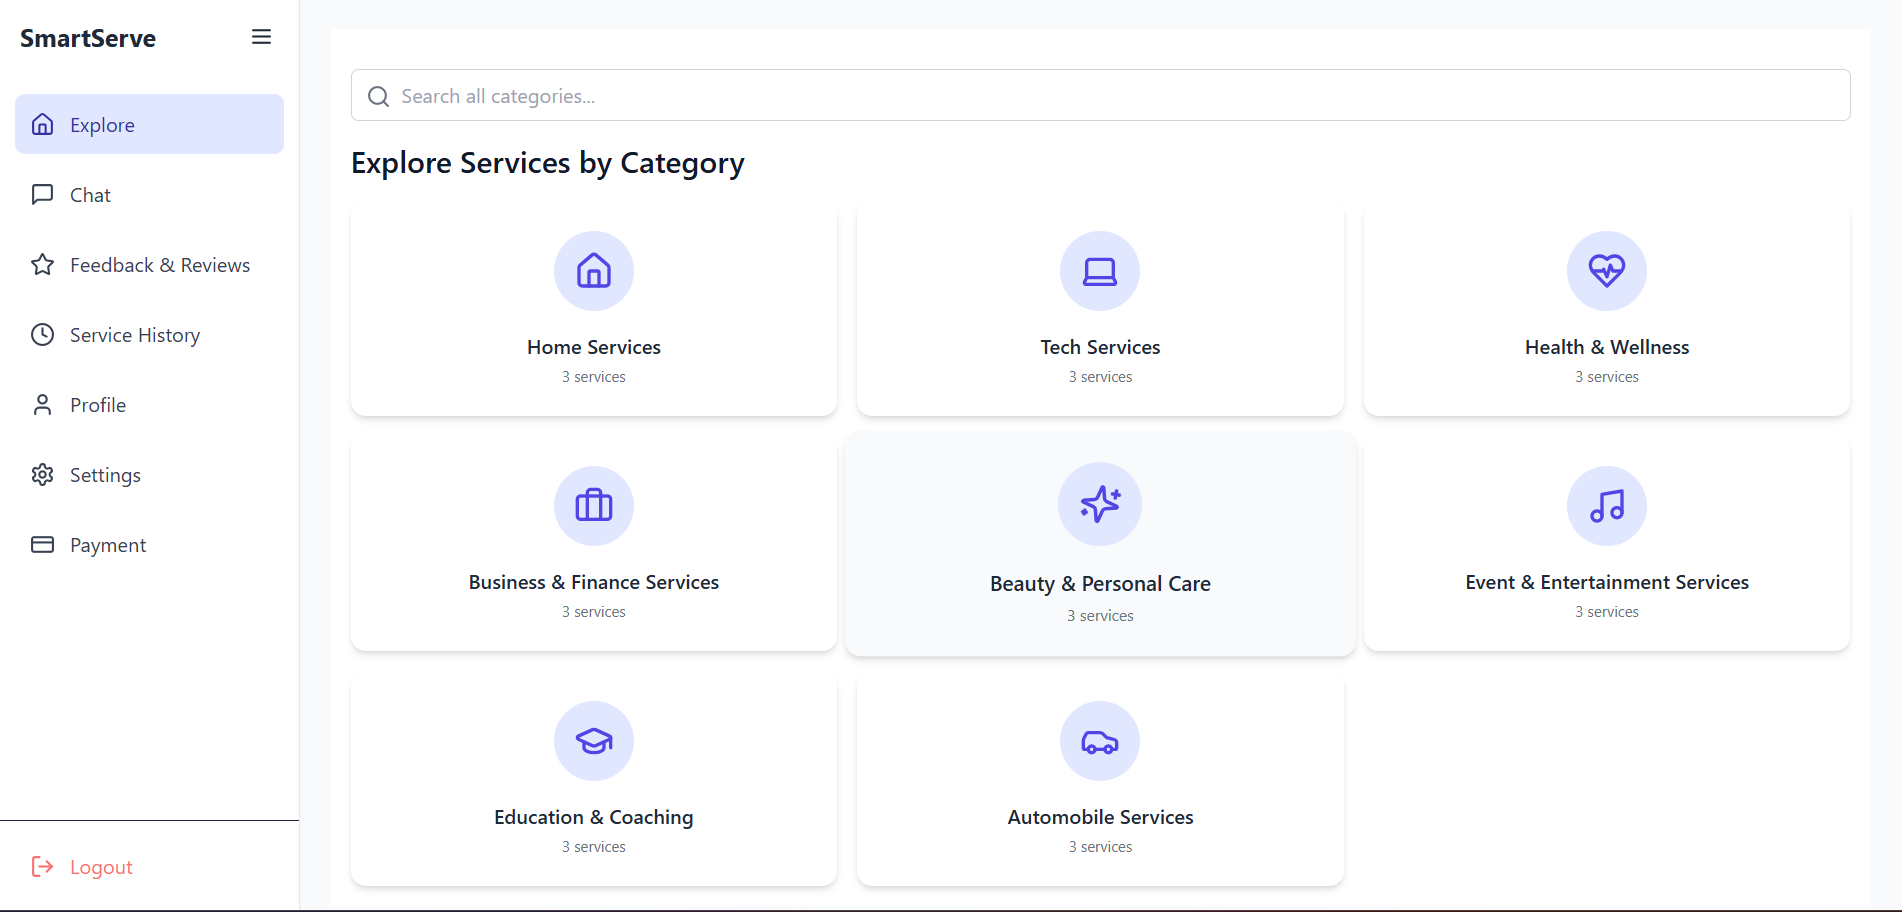 SmartServe
Explore
Chat
Feedback & Reviews
Service History
Profile
Settings
Payment
Logout
Search all categories...
Explore Services by Category
Home Services
3 services
Tech Services
3 services
Health & Wellness
3 services
Business & Finance Services
3 services
Beauty & Personal Care
3 services
Event & Entertainment Services
3 services
Education & Coaching
3 services
Automobile Services
3 services